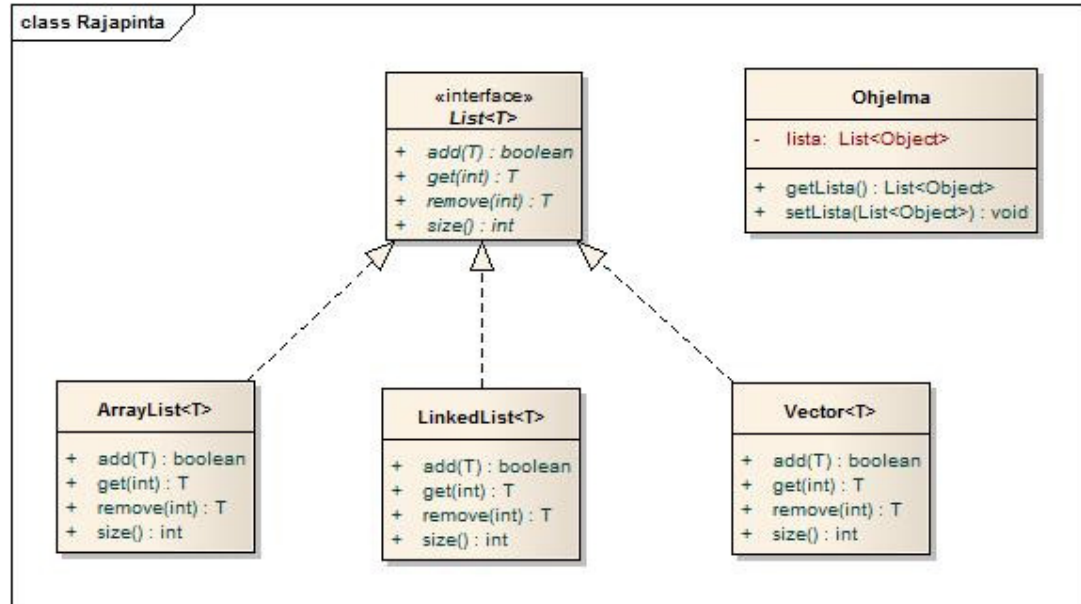 class Rajapinta
«interface»
List<T>
+ add(T) : boolean
+ get(int) : T
+ remove(int) : T
+ size() : int
Ohjelma
- lista: List<Object>
+ getLista() : List<Object>
+ setLista(List<Object>) : void
ArrayList<T>
+ add(T) : boolean
+ get(int) : T
+ remove(int) : T
+ size() : int
LinkedList<T>
+ add(T) : boolean
+ get(int) : T
+ remove(int) : T
+ size() : int
Vector<T>
+ add(T) : boolean
+ get(int) : T
+ remove(int) : T
+ size() : int